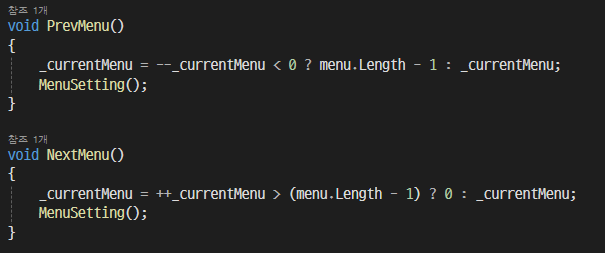 참조 1개
void PrevMenu()
{
_currentMenu = --_currentMenu < 0 ? menu.Length - 1 : _currentMenu;
MenuSetting();
}
참조 1개
void NextMenu()
{
_currentMenu = ++_currentMenu > (menu.Length - 1) ? 0 : _currentMenu;
MenuSetting();
}